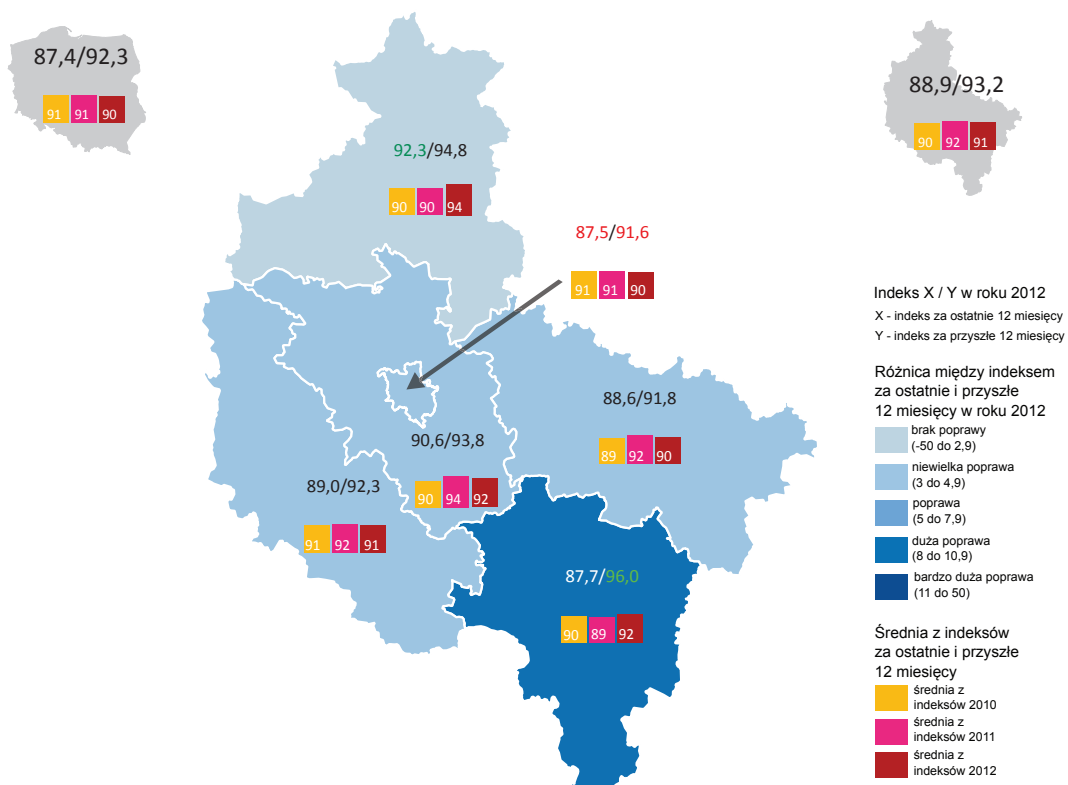 87,4/92,3
91 91 90
88,9/93,2
90 92 91
92,3/94,8
90 90 94
87,5/91,6
91 91 90
88,6/91,8
89 92 90
90,6/93,8
90 94 92
89,0/92,3
91 92 91
87,7/96,0
90 89 92
Indeks X / Y w roku 2012
X - indeks za ostatnie 12 miesięcy
Y - indeks za przyszłe 12 miesięcy
Różnica między indeksem
za ostatnie i przyszłe
12 miesięcy w roku 2012
brak poprawy
(-50 do 2,9)
niewielka poprawa
(3 do 4,9)
poprawa
(5 do 7,9)
duża poprawa
(8 do 10,9)
bardzo duża poprawa
(11 do 50)
Średnia z indeksów
za ostatnie i przyszłe
12 miesięcy
średnia z
indeksów 2010
średnia z
indeksów 2011
średnia z
indeksów 2012